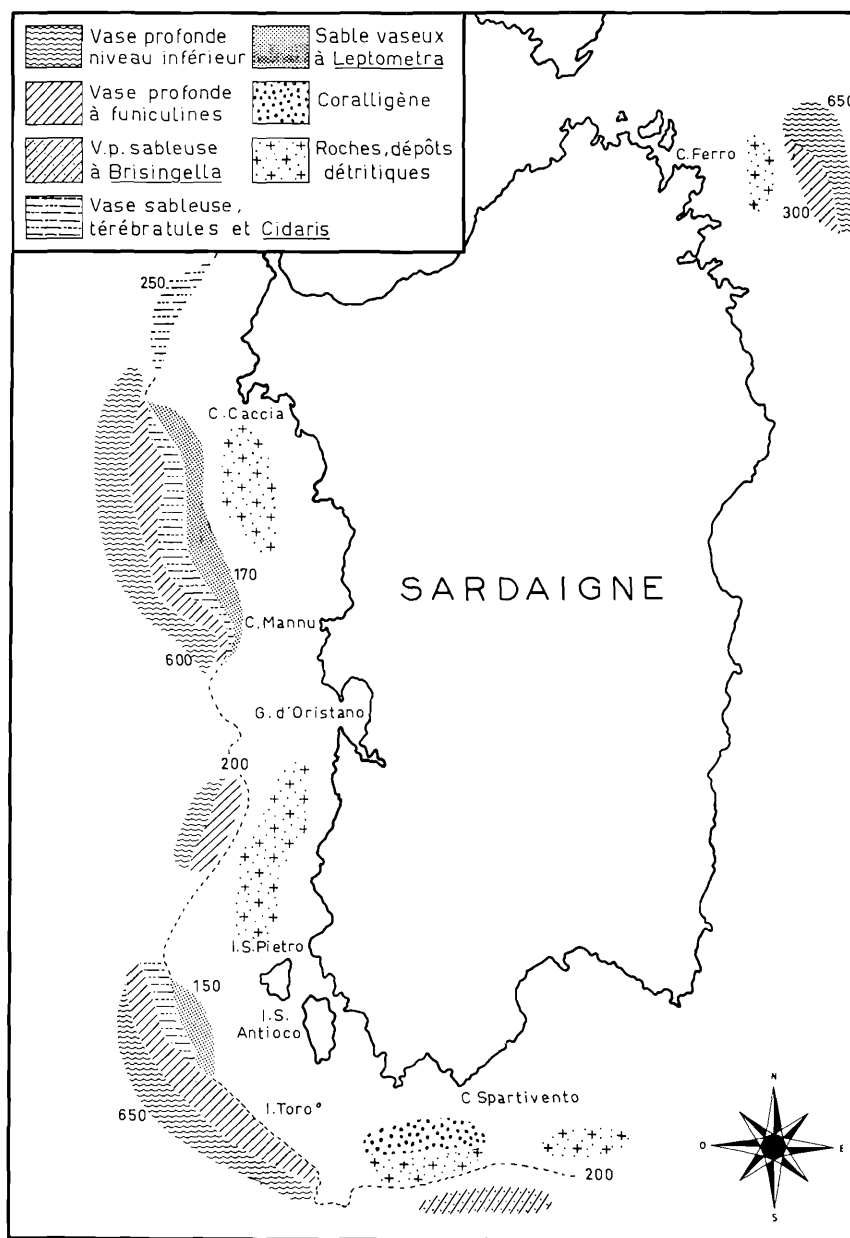 Vase profonde
niveau inférieur
Vase profonde
à funiculines
V.p. sableuse
à Brisingella
Vase sableuse,
térébratules et Cidaris
Sable vaseux
à Leptometra
Coralligène
Roches, dépôts
détritiques
650
C. Ferro
300
250
C. Caccia
170
SARDAIGNE
C. Mannu
600
G. d'Oristano
200
I.S. Pietro
150
I.S.
Antioco
C Spartivento
I. Toro
650
200
N
O
E
S